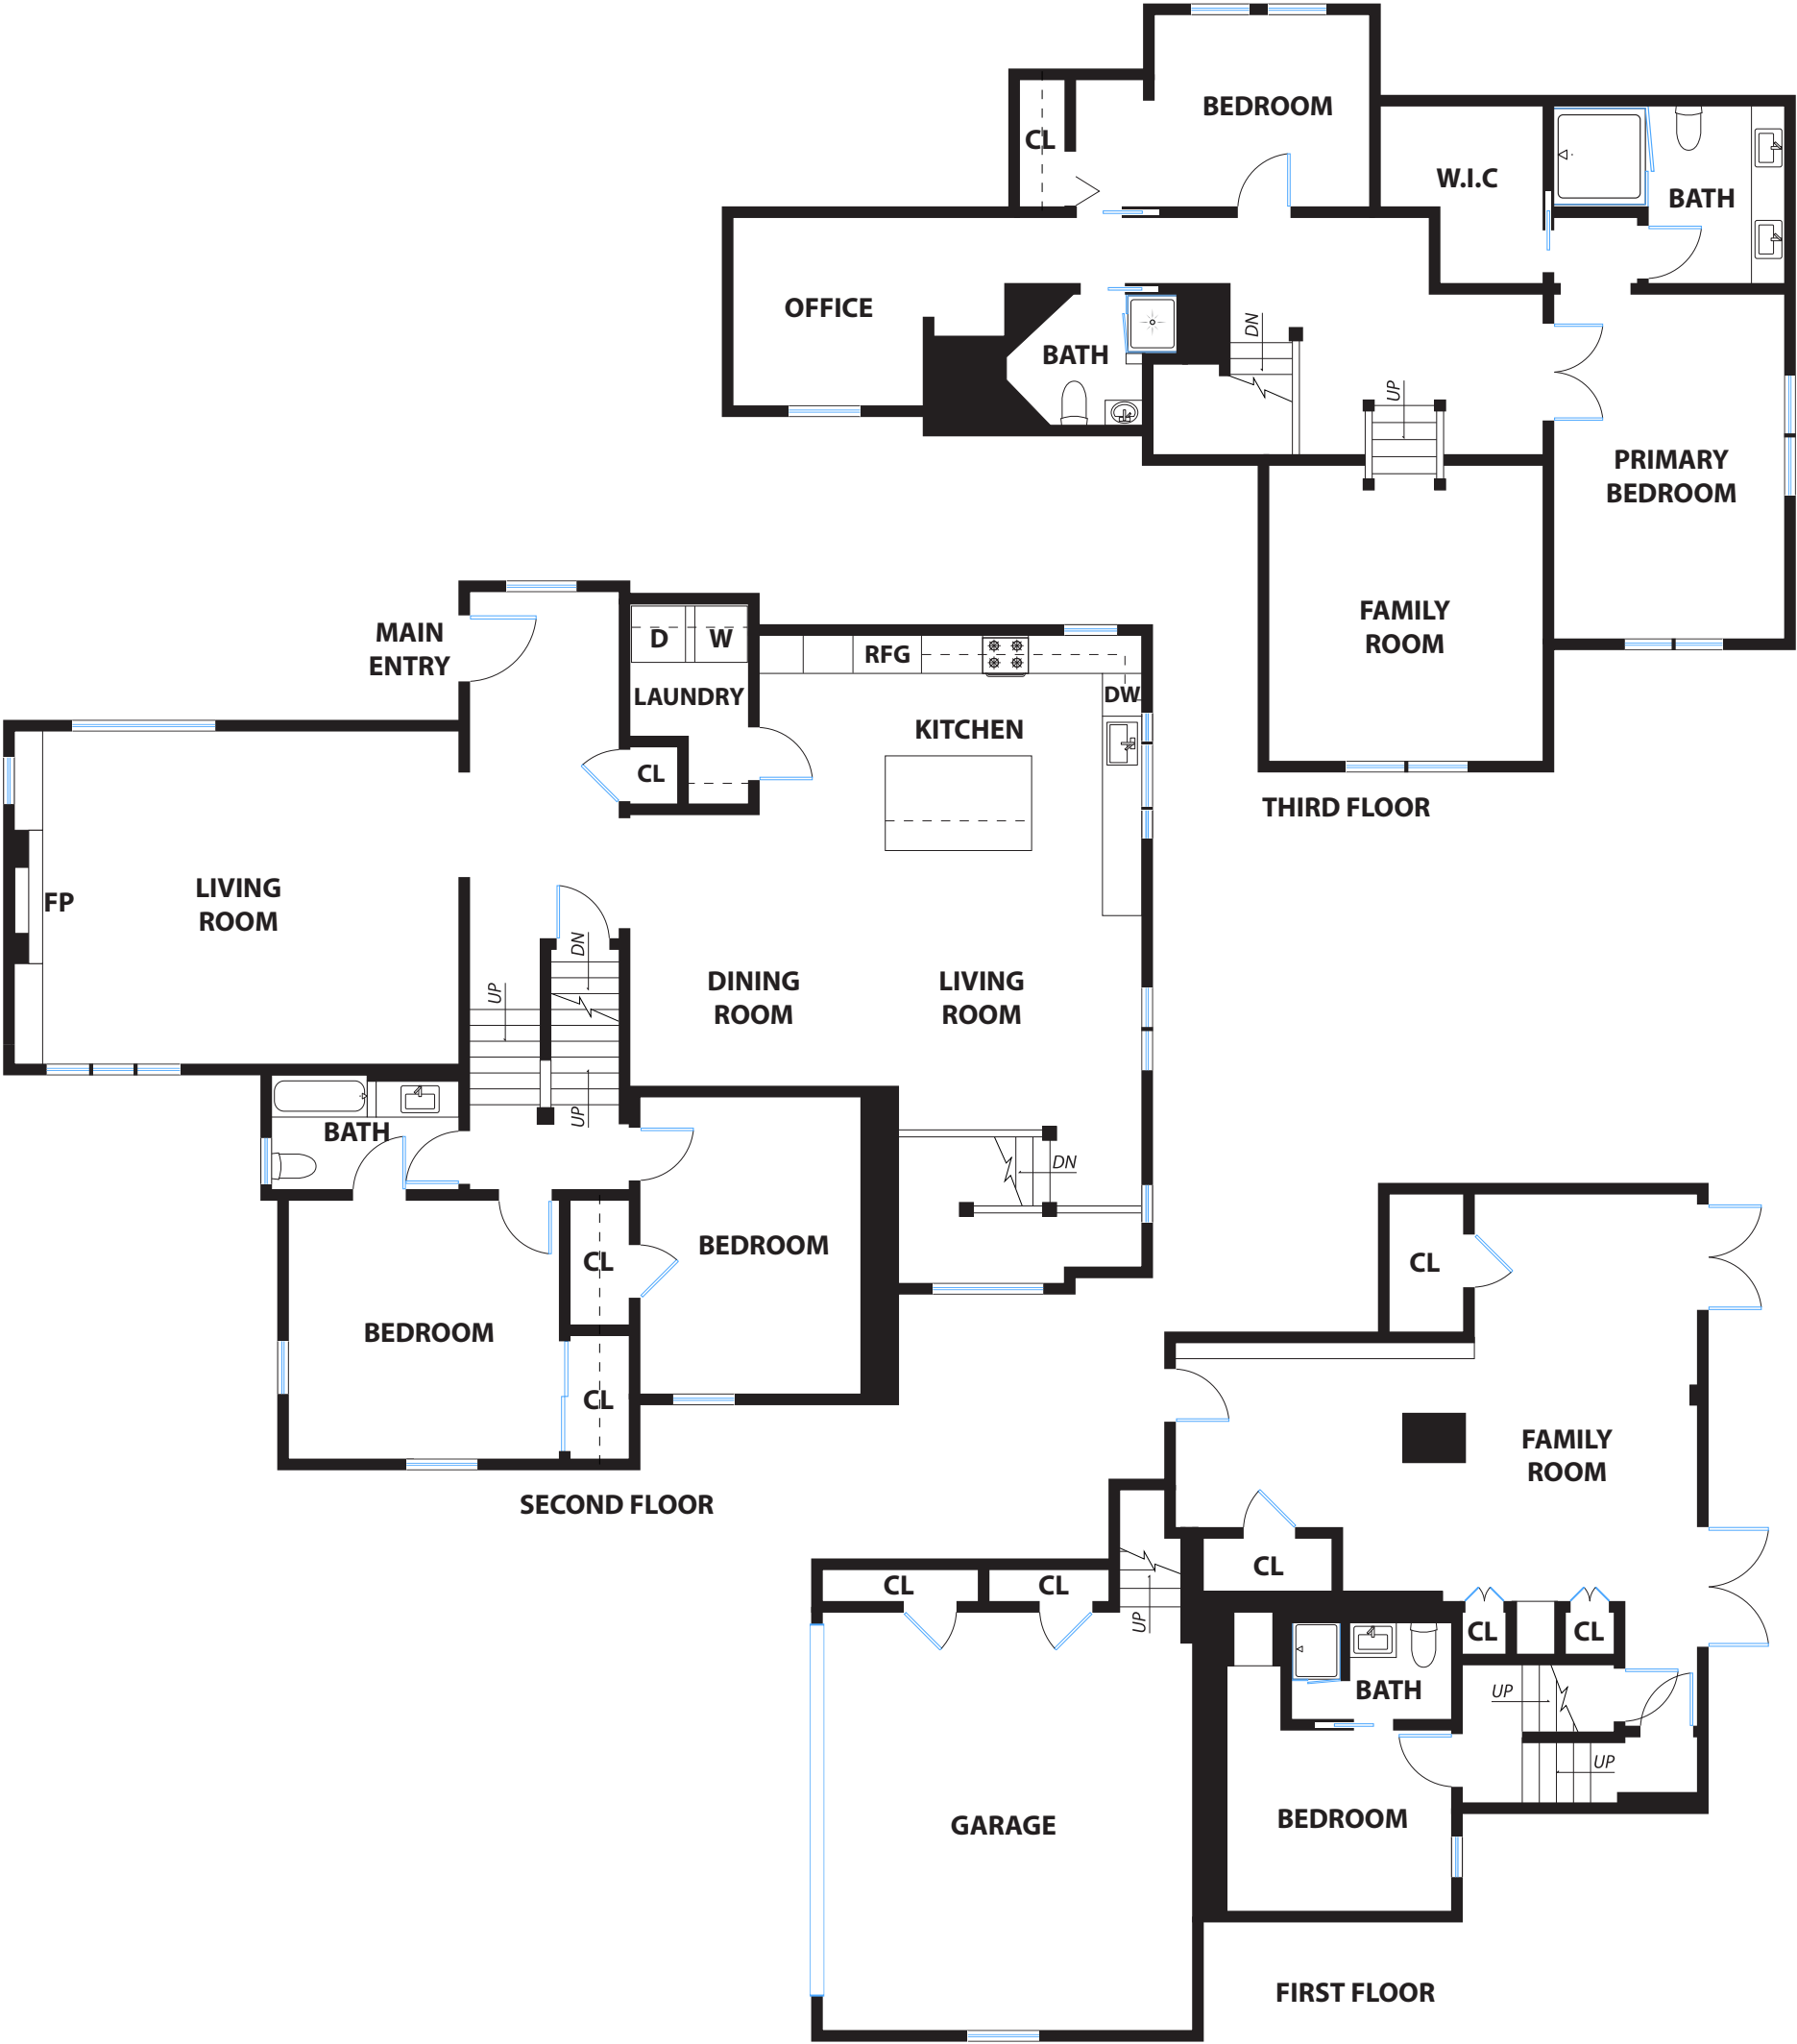 BEDROOM
CL
W.I.C
BATH
OFFICE
DN
BATH
UP
PRIMARY
BEDROOM
FAMILY
ROOM
THIRD FLOOR
MAIN
ENTRY
D
W
RFG
LAUNDRY
DW
KITCHEN
CL
LIVING
ROOM
FP
DN
UP
DINING
ROOM
LIVING
ROOM
UP
BATH
DN
BEDROOM
CL
BEDROOM
CL
SECOND FLOOR
CL
FAMILY
ROOM
CL
CL
CL
UP
CL
CL
BATH
UP
UP
BEDROOM
GARAGE
FIRST FLOOR